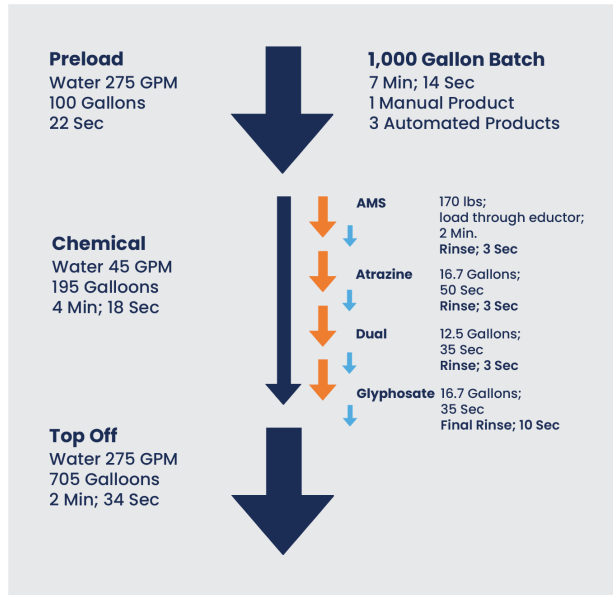 Preload
Water 275 GPM
100 Gallons
22 Sec
1,000 Gallon Batch
7 Min; 14 Sec
1 Manual Product
3 Automated Products
Chemical
Water 45 GPM
195 Galloons
4 Min; 18 Sec
AMS
170 lbs;
load through eductor;
2 Min.
Rinse; 3 Sec
Atrazine
16.7 Gallons;
50 Sec
Rinse; 3 Sec
Dual
12.5 Gallons;
35 Sec
Rinse; 3 Sec
Glyphosate
16.7 Gallons;
35 Sec
Final Rinse; 10 Sec
Top Off
Water 275 GPM
705 Galloons
2 Min; 34 Sec